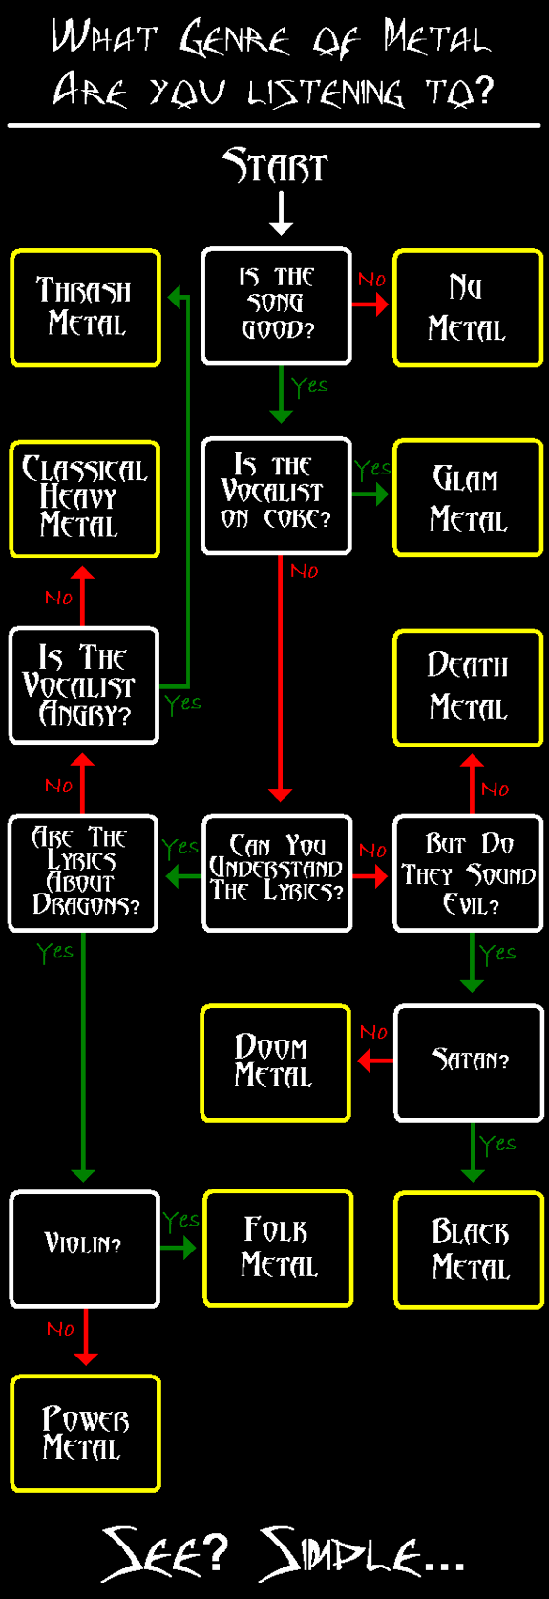 What Genre of Metal
Are you listening to?
Start
Thrash
Metal
Is the
song
good?
No
Nu
Metal
Yes
Classical
Heavy
Metal
Is the
Vocalist
on coke?
Yes
Glam
Metal
No
No
Is The
Vocalist
Angry?
Yes
Death
Metal
No
No
Are The
Lyrics
About
Dragons?
Yes
Can You
Understand
The Lyrics?
No
But Do
They Sound
Evil?
Yes
Yes
Doom
Metal
No
Satan?
Yes
Violin?
Yes
Folk
Metal
Black
Metal
No
Power
Metal
See? Simple...